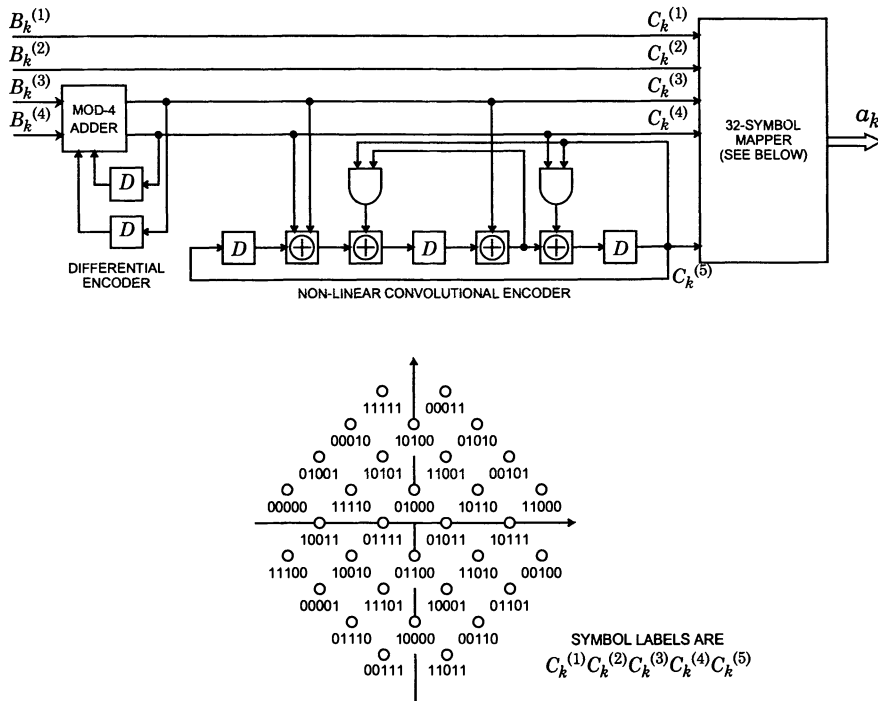 B_k^(1)
C_k^(1)
B_k^(2)
C_k^(2)
B_k^(3)
C_k^(3)
B_k^(4)
C_k^(4)
MOD-4
ADDER
32-SYMBOL
MAPPER
(SEE BELOW)
a_k
D
D
DIFFERENTIAL
ENCODER
D
D
D
C_k^(5)
NON-LINEAR CONVOLUTIONAL ENCODER
11111 00011
00010 10100 01010
01001 10101 11001 00101
00000 11110 01000 10110 11000
10011 01111 01011 10111
11100 10010 01100 11010 00100
00001 11101 10001 01101
01110 10000 00110
00111 11011
SYMBOL LABELS ARE
C_k^(1) C_k^(2) C_k^(3) C_k^(4) C_k^(5)